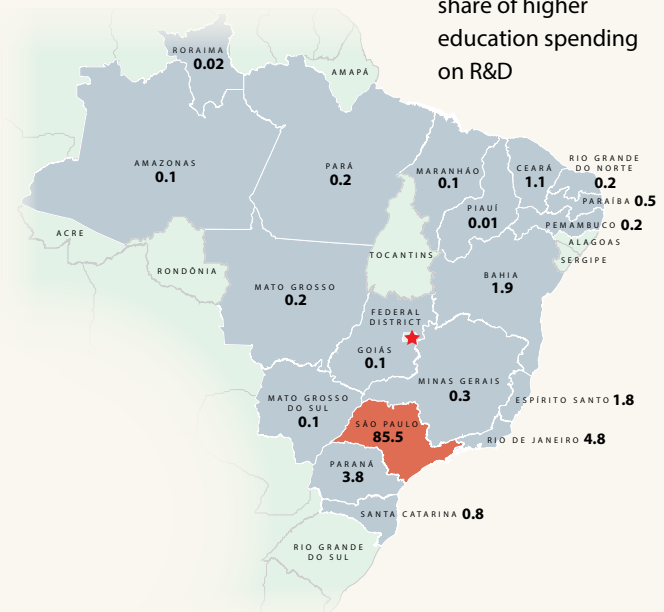 share of higher
education spending
on R&D
RORAIMA
0.02
AMAPÁ
AMAZONAS
0.1
PARÁ
0.2
MARANHÃO
0.1
CEARÁ
1.1
RIO GRANDE
DO NORTE
0.2
PARAÍBA 0.5
PIAUÍ
0.01
PEMAMBUCO 0.2
ALAGOAS
SERGIPE
ACRE
RONDÔNIA
TOCANTINS
MATO GROSSO
0.2
BAHIA
1.9
FEDERAL
DISTRICT
GOIÁS
0.1
MINAS GERAIS
0.3
ESPÍRITO SANTO 1.8
MATO GROSSO
DO SUL
0.1
SÃO PAULO
85.5
RIO DE JANEIRO 4.8
PARANÁ
3.8
SANTA CATARINA 0.8
RIO GRANDE
DO SUL